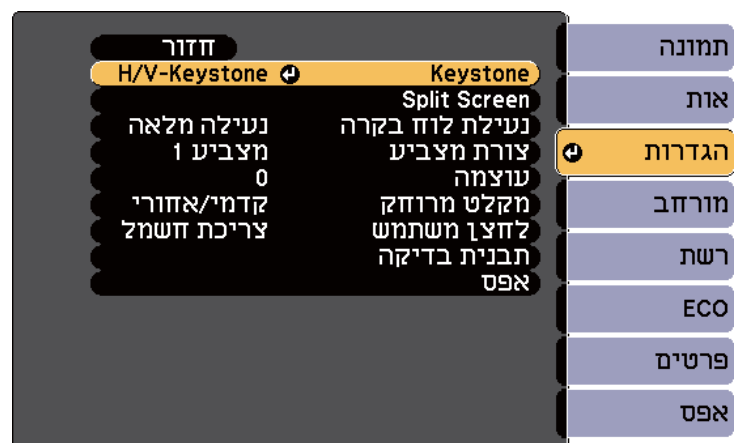 תמונה
אות
הגדרות
מורחב
רשת
ECO
פרטים
אפס
חזור
Keystone H/V-Keystone
Split Screen
נעילת לוח בקרה נעילה מלאה
צורת מצביע מצביע 1
עוצמה 0
מקלט מרוחק קדמי/אחורי
לחצן משתמש צריכת חשמל
תבנית בדיקה
אפס